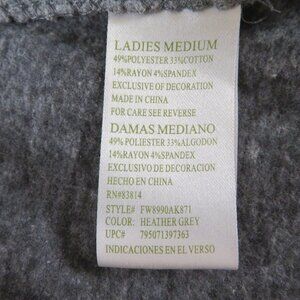 LADIES MEDIUM
49%POLYESTER 33%COTTON
14%RAYON 4%SPANDEX
EXCLUSIVE OF DECORATION
MADE IN CHINA
FOR CARE SEE REVERSE
DAMAS MEDIANO
49% POLIESTER 33%ALGODON
14%RAYON 4%SPANDEX
EXCLUSIVO DE DECORACION
HECHO EN CHINA
RN#83814
STYLE# FW8990AK871
COLOR: HEATHER GREY
UPC# 795071397363
INDICACIONES EN EL VERSO